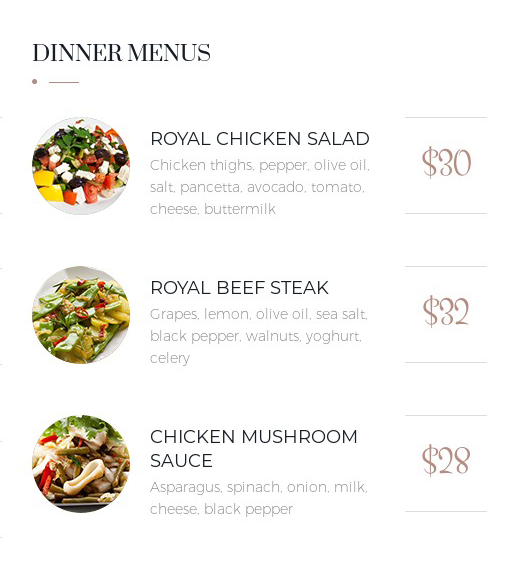 DINNER MENUS
ROYAL CHICKEN SALAD
Chicken thighs, pepper, olive oil,
salt, pancetta, avocado, tomato,
cheese, buttermilk
$30
ROYAL BEEF STEAK
Grapes, lemon, olive oil, sea salt,
black pepper, walnuts, yoghurt,
celery
$32
CHICKEN MUSHROOM
SAUCE
Asparagus, spinach, onion, milk,
cheese, black pepper
$28